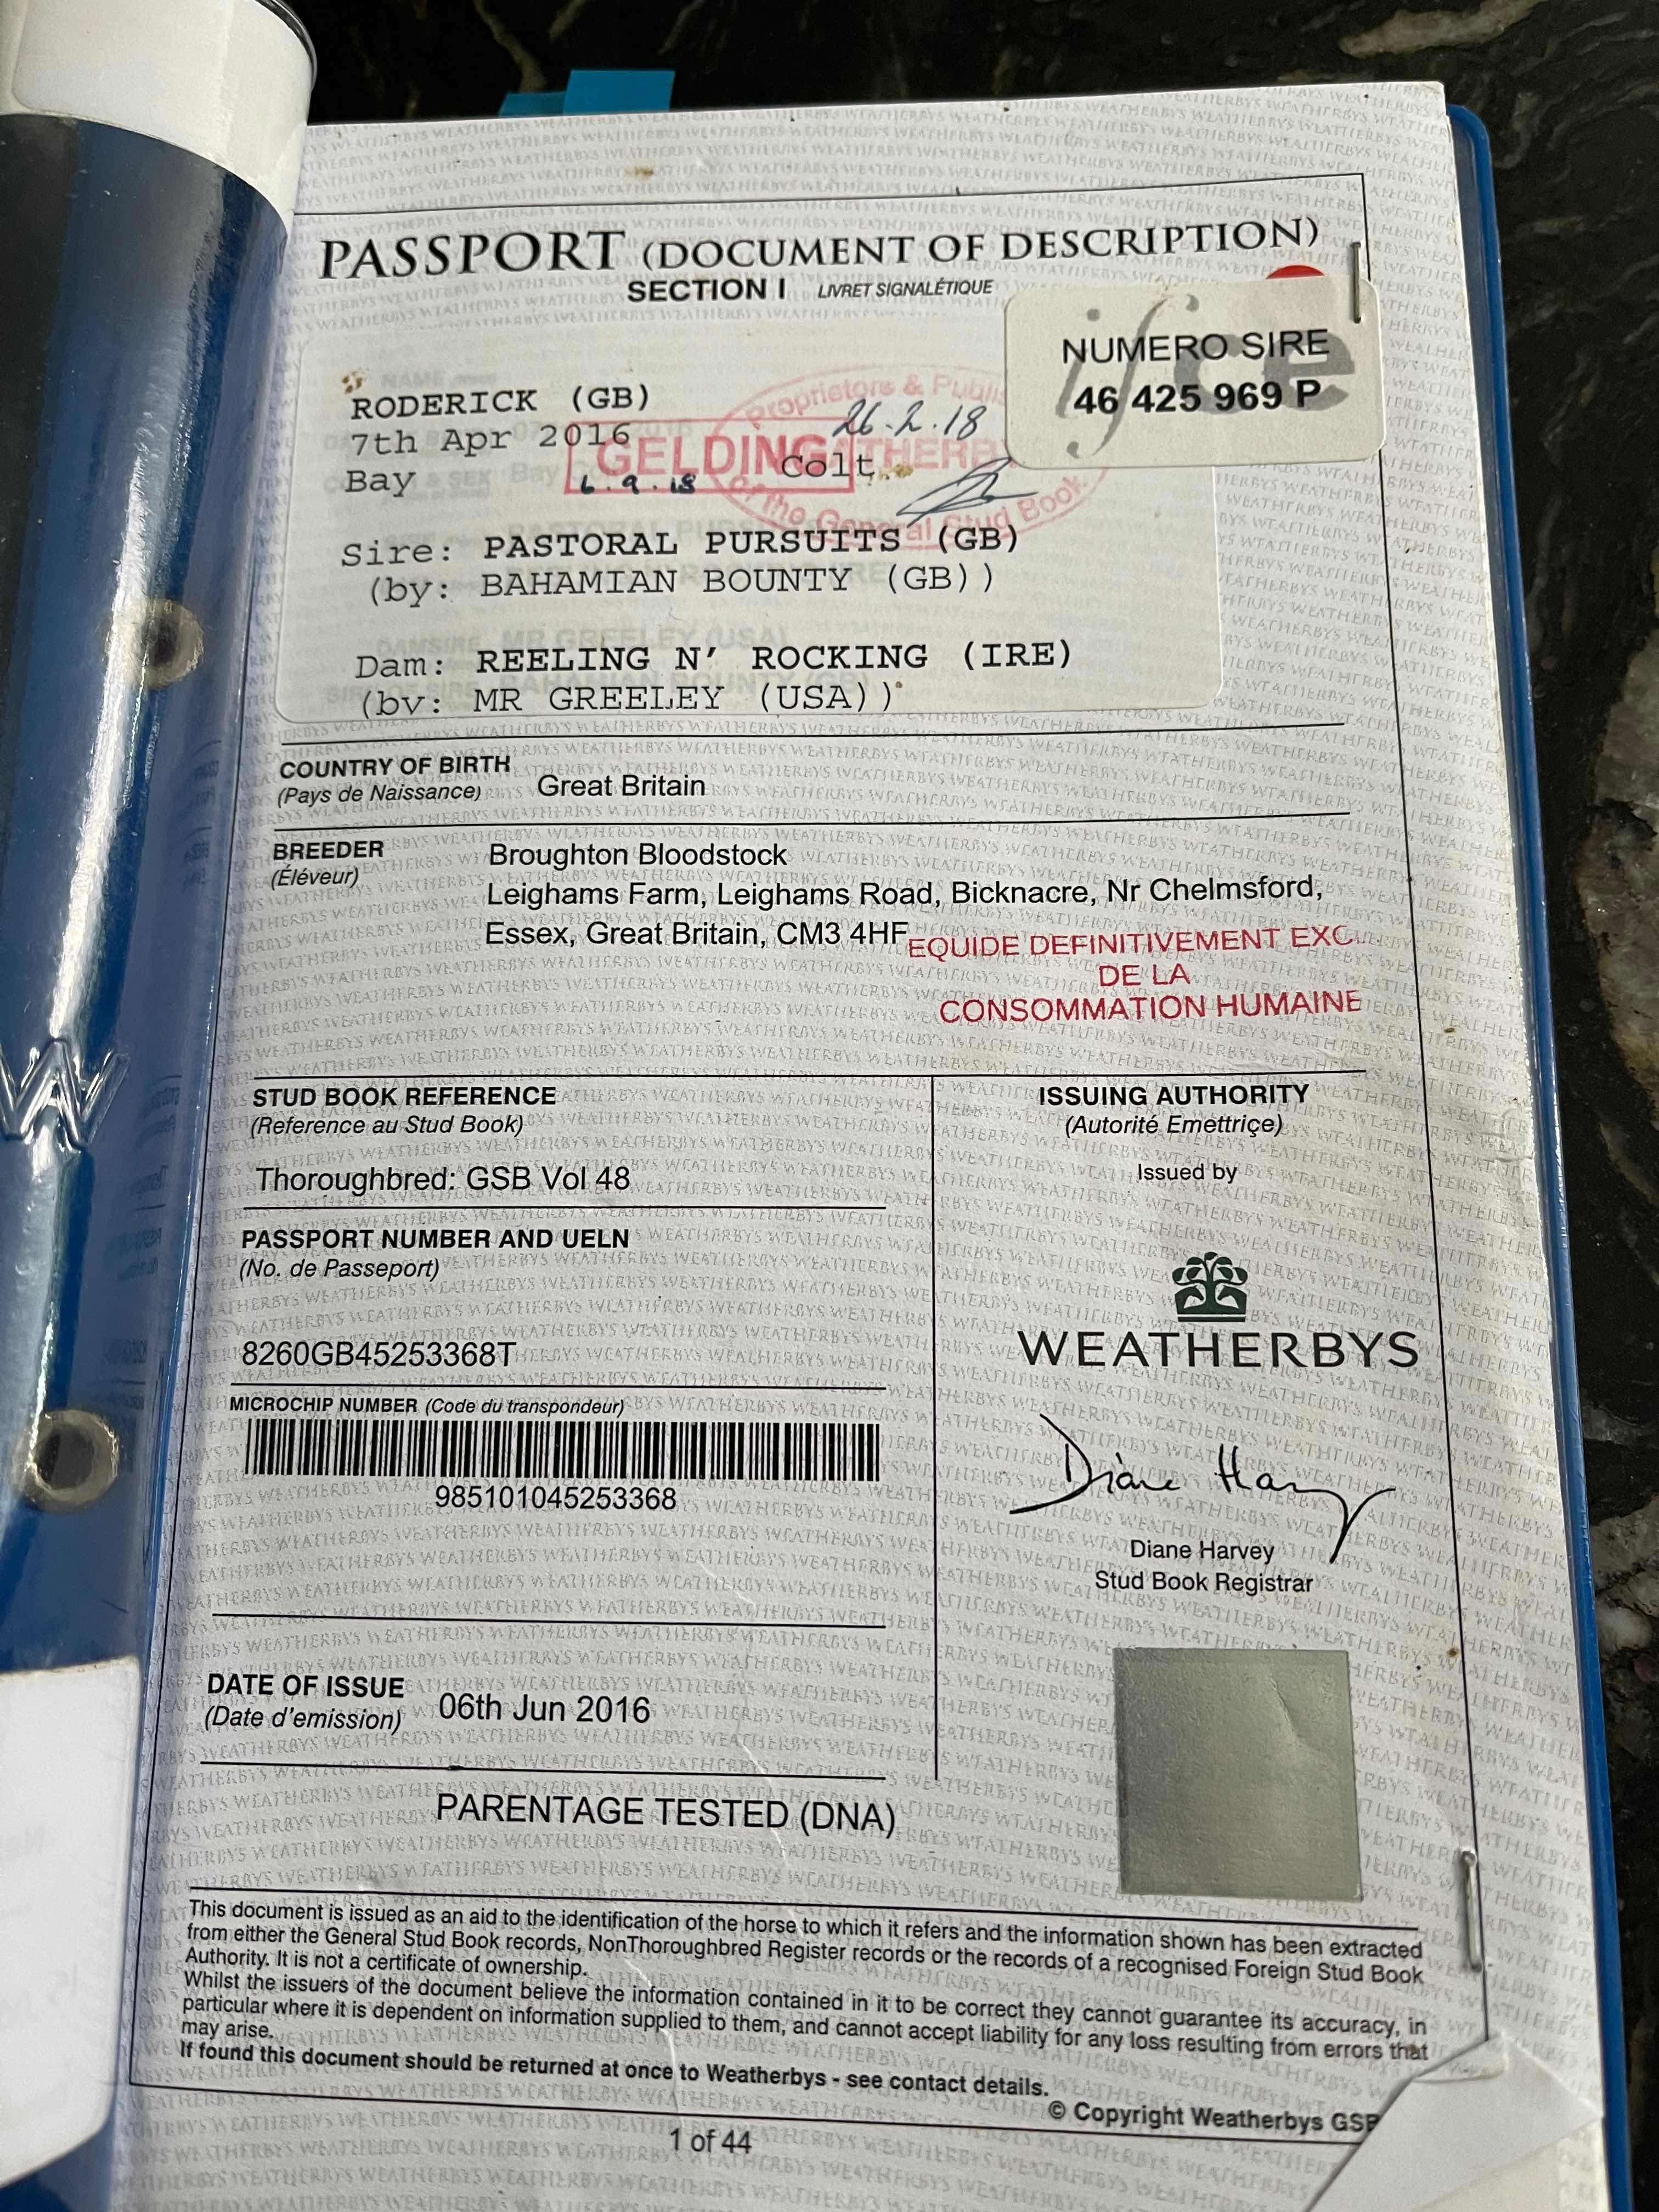 PASSPORT (DOCUMENT OF DESCRIPTION)
SECTION I LIVRET SIGNALÉTIQUE
ifce
NUMERO SIRE
46 425 969 P
RODERICK (GB)
7th Apr 2016
Bay
GELDING
6.9.18
Colt
26.2.18
Proprietors & Publi
THERB
of the General Stud Book
Sire: PASTORAL PURSUITS (GB)
(by: BAHAMIAN BOUNTY (GB))
Dam: REELING N' ROCKING (IRE)
(by: MR GREELEY (USA))
COUNTRY OF BIRTH
(Pays de Naissance)
Great Britain
BREEDER
(Éléveur)
Broughton Bloodstock
Leighams Farm, Leighams Road, Bicknacre, Nr Chelmsford,
Essex, Great Britain, CM3 4HF
EQUIDE DEFINITIVEMENT EXC
DE LA
CONSOMMATION HUMAINE
STUD BOOK REFERENCE
(Reference au Stud Book)
Thoroughbred: GSB Vol 48
PASSPORT NUMBER AND UELN
(No. de Passeport)
8260GB45253368T
MICROCHIP NUMBER (Code du transpondeur)
985101045253368
DATE OF ISSUE
(Date d'emission)
06th Jun 2016
PARENTAGE TESTED (DNA)
ISSUING AUTHORITY
(Autorité Emettriçe)
Issued by
WEATHERBYS
Diane Harvey
Diane Harvey
Stud Book Registrar
This document is issued as an aid to the identification of the horse to which it refers and the information shown has been extracted
from either the General Stud Book records, NonThoroughbred Register records or the records of a recognised Foreign Stud Book
Authority. It is not a certificate of ownership.
Whilst the issuers of the document believe the information contained in it to be correct they cannot guarantee its accuracy, in
particular where it is dependent on information supplied to them, and cannot accept liability for any loss resulting from errors that
may arise.
If found this document should be returned at once to Weatherbys - see contact details.
© Copyright Weatherbys GSB
1 of 44